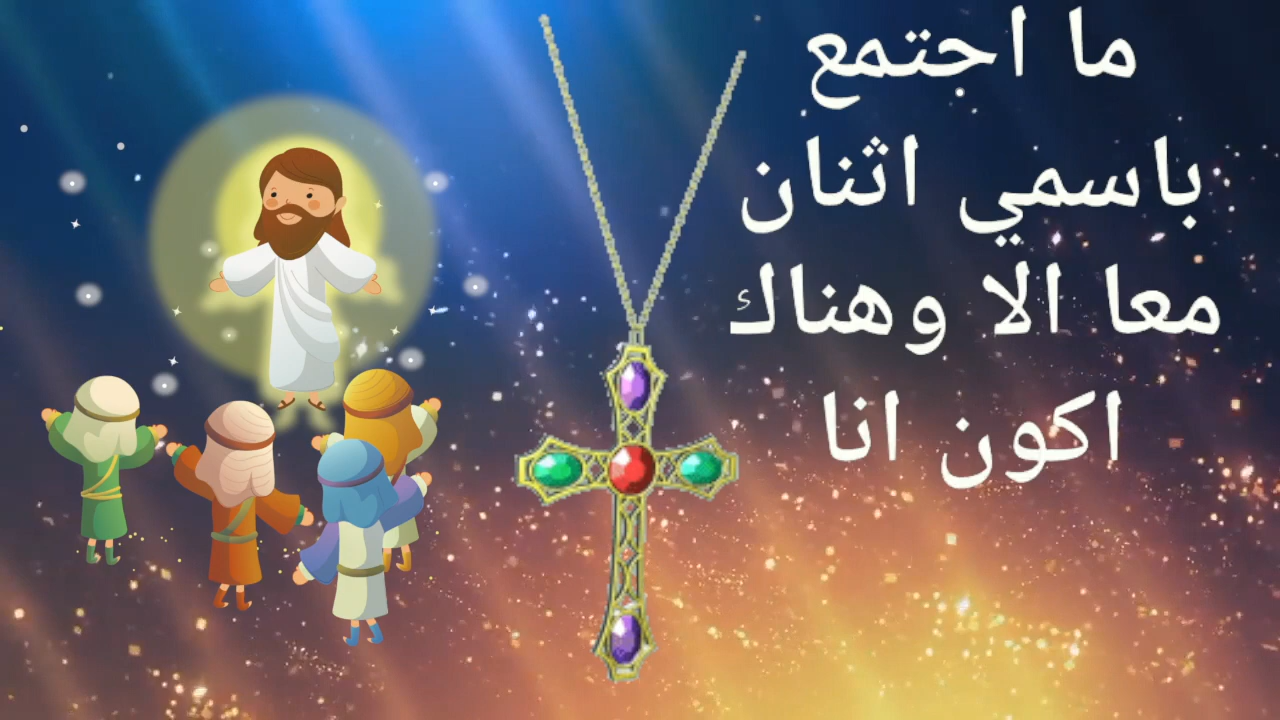 ما اجتمع
باسمي اثنان
معا الا وهناك
اكون انا